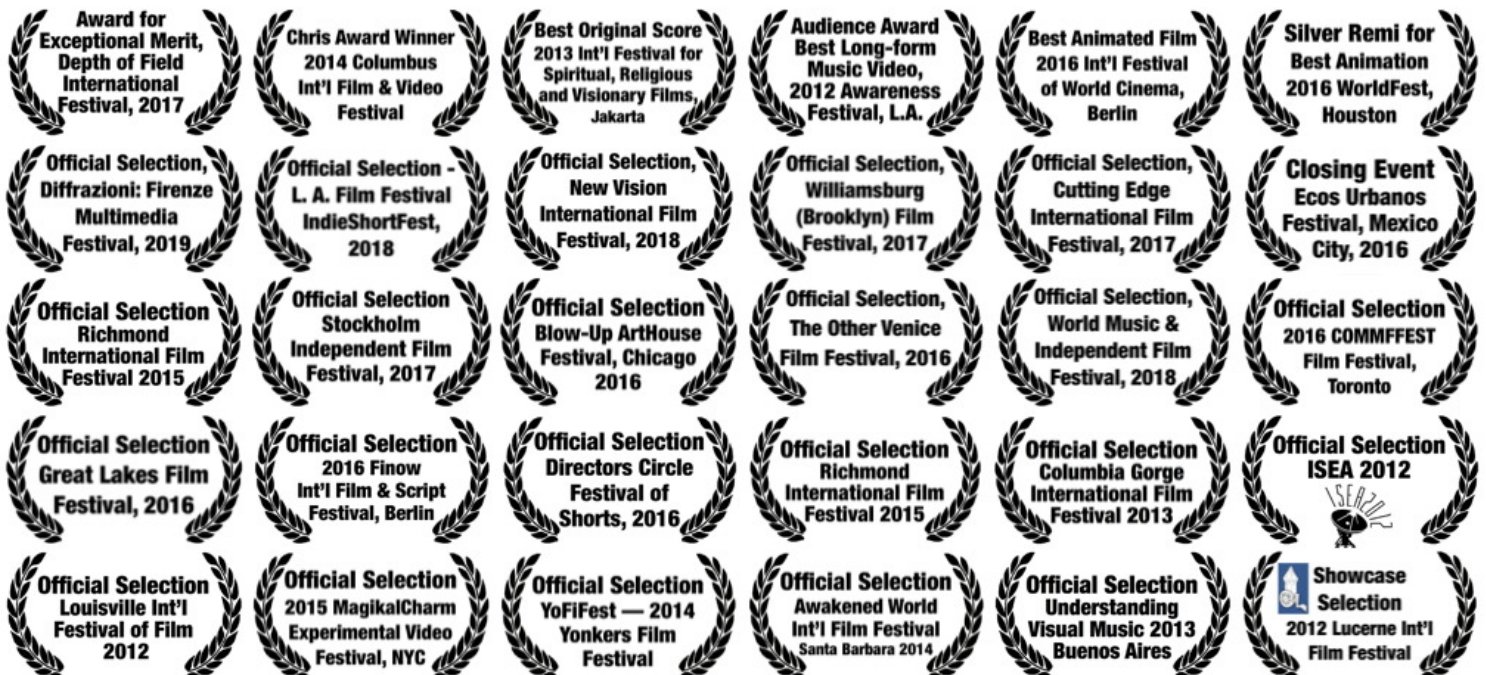 Award for
Exceptional Merit,
Depth of Field
International
Festival, 2017
Chris Award Winner
2014 Columbus
Int'l Film & Video
Festival
Best Original Score
2013 Int'l Festival for
Spiritual, Religious
and Visionary Films,
Jakarta
Audience Award
Best Long-form
Music Video,
2012 Awareness
Festival, L.A.
Best Animated Film
2016 Int'l Festival
of World Cinema,
Berlin
Silver Remi for
Best Animation
2016 WorldFest,
Houston
Official Selection,
Diffrazioni: Firenze
Multimedia
Festival, 2019
Official Selection -
L. A. Film Festival
IndieShortFest,
2018
Official Selection,
New Vision
International Film
Festival, 2018
Official Selection,
Williamsburg
(Brooklyn) Film
Festival, 2017
Official Selection,
Cutting Edge
International Film
Festival, 2017
Closing Event
Ecos Urbanos
Festival, Mexico
City, 2016
Official Selection
Richmond
International Film
Festival 2015
Official Selection
Stockholm
Independent Film
Festival, 2017
Official Selection
Blow-Up ArtHouse
Festival, Chicago
2016
Official Selection,
The Other Venice
Film Festival, 2016
Official Selection,
World Music &
Independent Film
Festival, 2018
Official Selection
2016 COMMFFEST
Film Festival,
Toronto
Official Selection
Great Lakes Film
Festival, 2016
Official Selection
2016 Finow
Int'l Film & Script
Festival, Berlin
Official Selection
Directors Circle
Festival of
Shorts, 2016
Official Selection
Richmond
International Film
Festival 2015
Official Selection
Columbia Gorge
International Film
Festival 2013
Official Selection
ISEA 2012
ISEA2012
Official Selection
Louisville Int'l
Festival of Film
2012
Official Selection
2015 MagikalCharm
Experimental Video
Festival, NYC
Official Selection
YoFiFest — 2014
Yonkers Film
Festival
Official Selection
Awakened World
Int'l Film Festival
Santa Barbara 2014
Official Selection
Understanding
Visual Music 2013
Buenos Aires
Showcase
Selection
2012 Lucerne Int'l
Film Festival